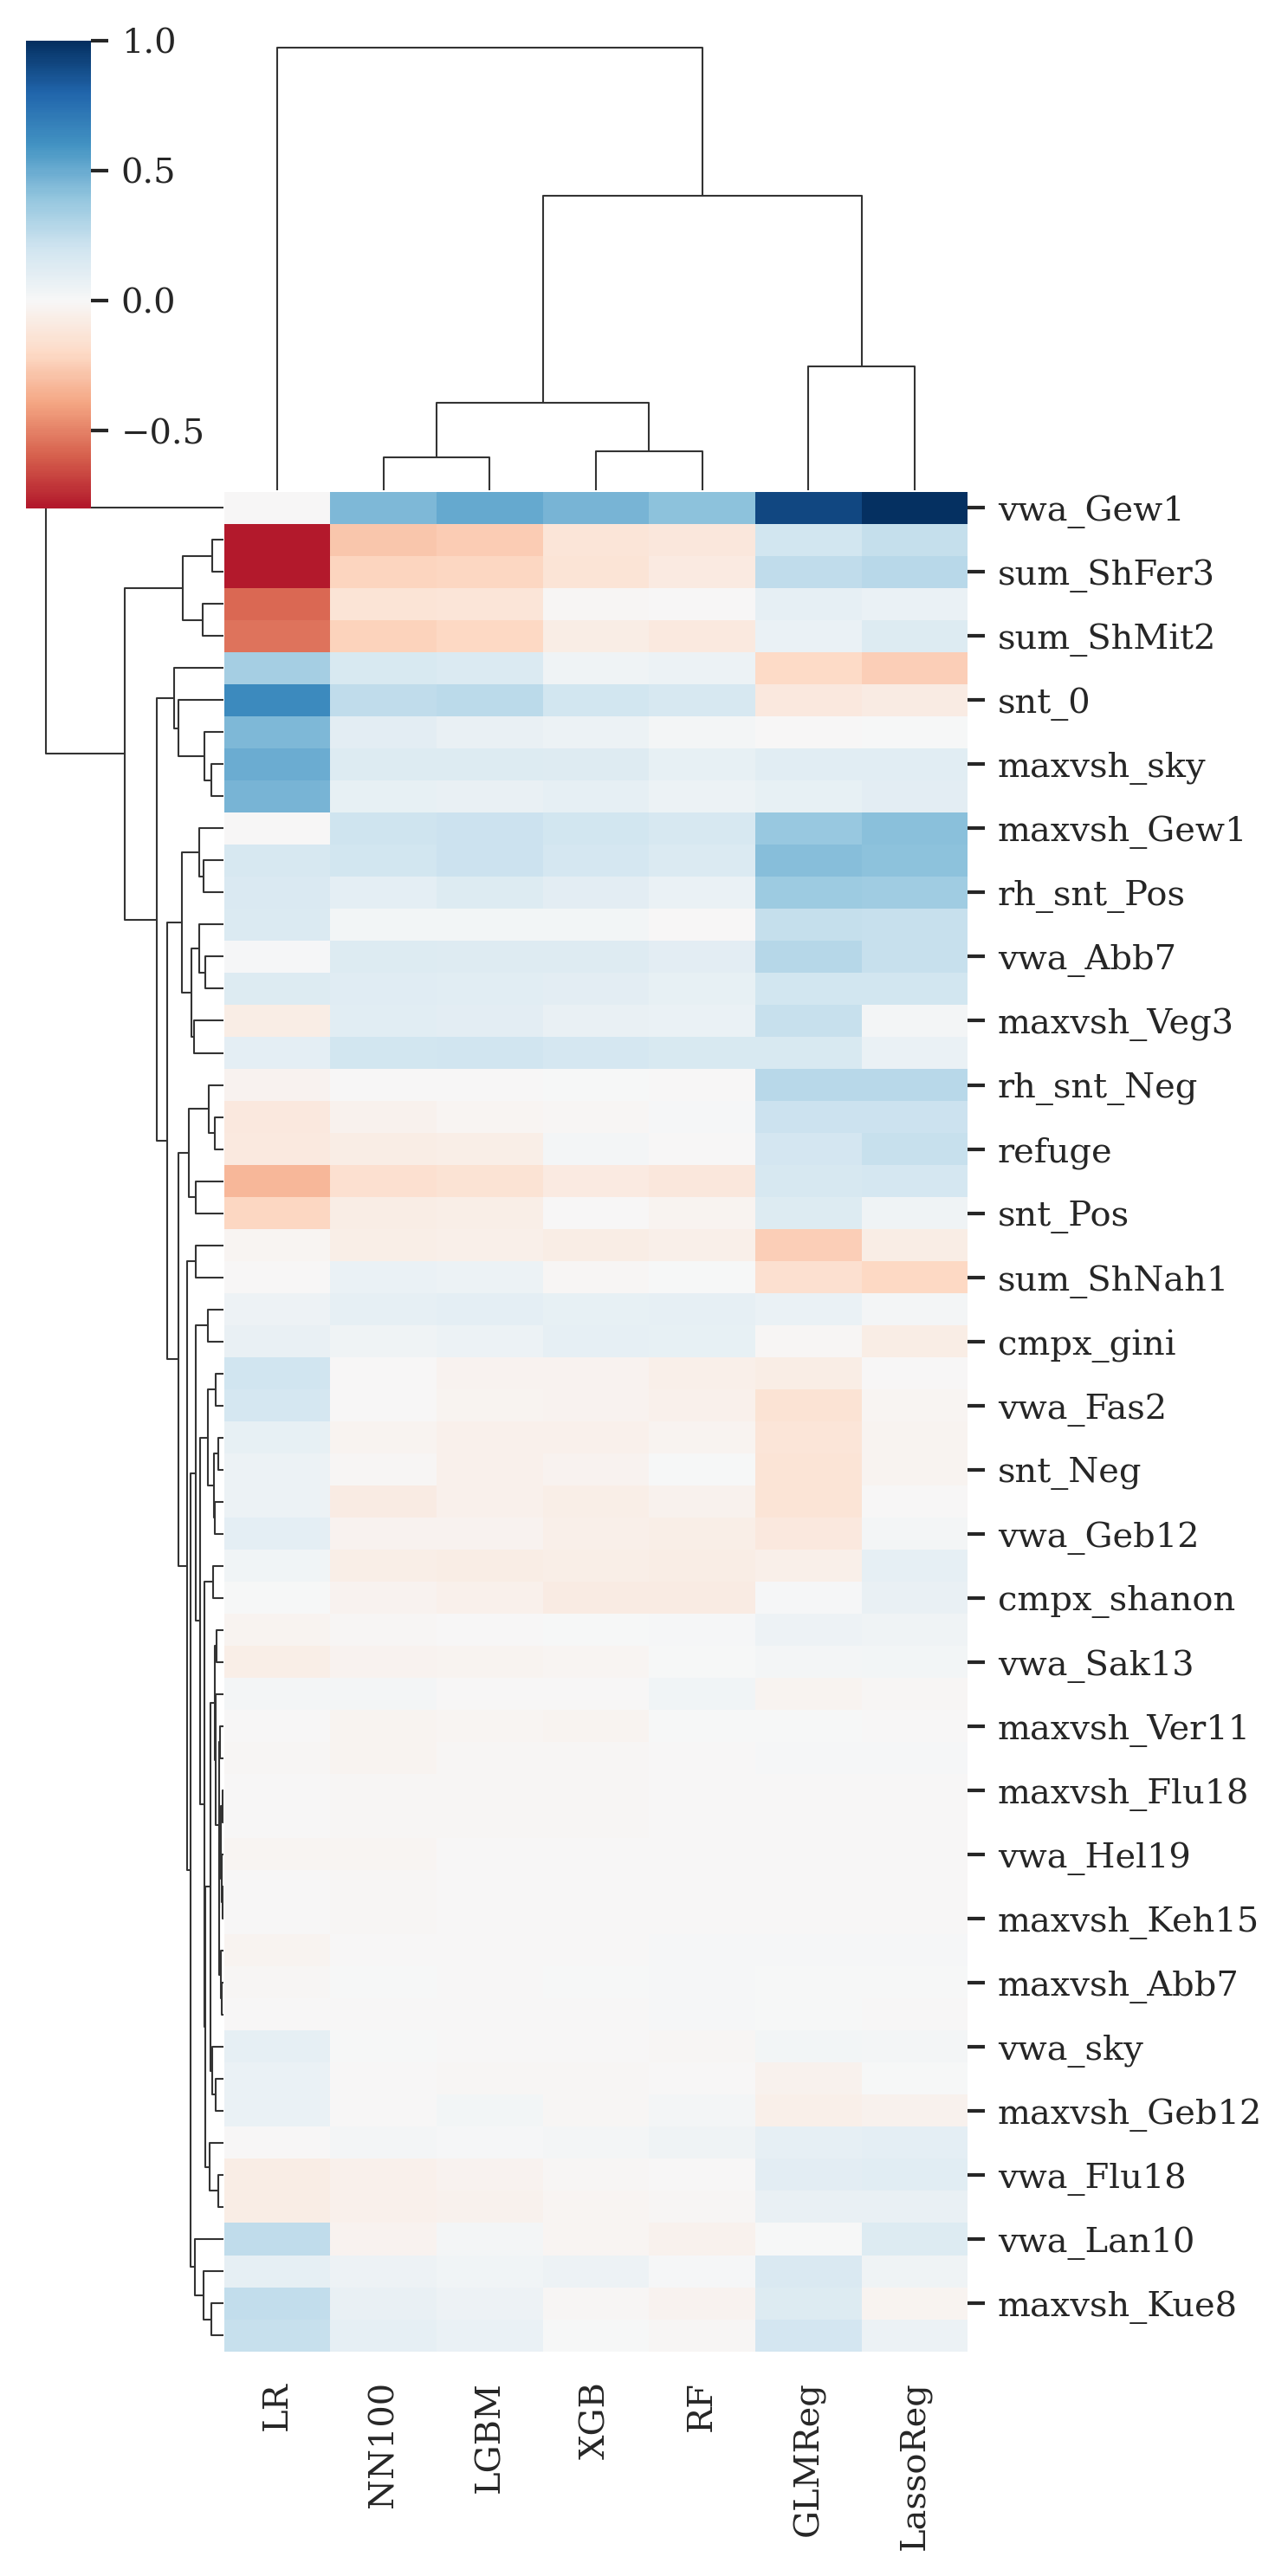 1.0
0.5
0.0
−0.5
vwa_Gew1
sum_ShFer3
sum_ShMit2
snt_0
maxvsh_sky
maxvsh_Gew1
rh_snt_Pos
vwa_Abb7
maxvsh_Veg3
rh_snt_Neg
refuge
snt_Pos
sum_ShNah1
cmpx_gini
vwa_Fas2
snt_Neg
vwa_Geb12
cmpx_shanon
vwa_Sak13
maxvsh_Ver11
maxvsh_Flu18
vwa_Hel19
maxvsh_Keh15
maxvsh_Abb7
vwa_sky
maxvsh_Geb12
vwa_Flu18
vwa_Lan10
maxvsh_Kue8
LR
NN100
LGBM
XGB
RF
GLMReg
LassoReg